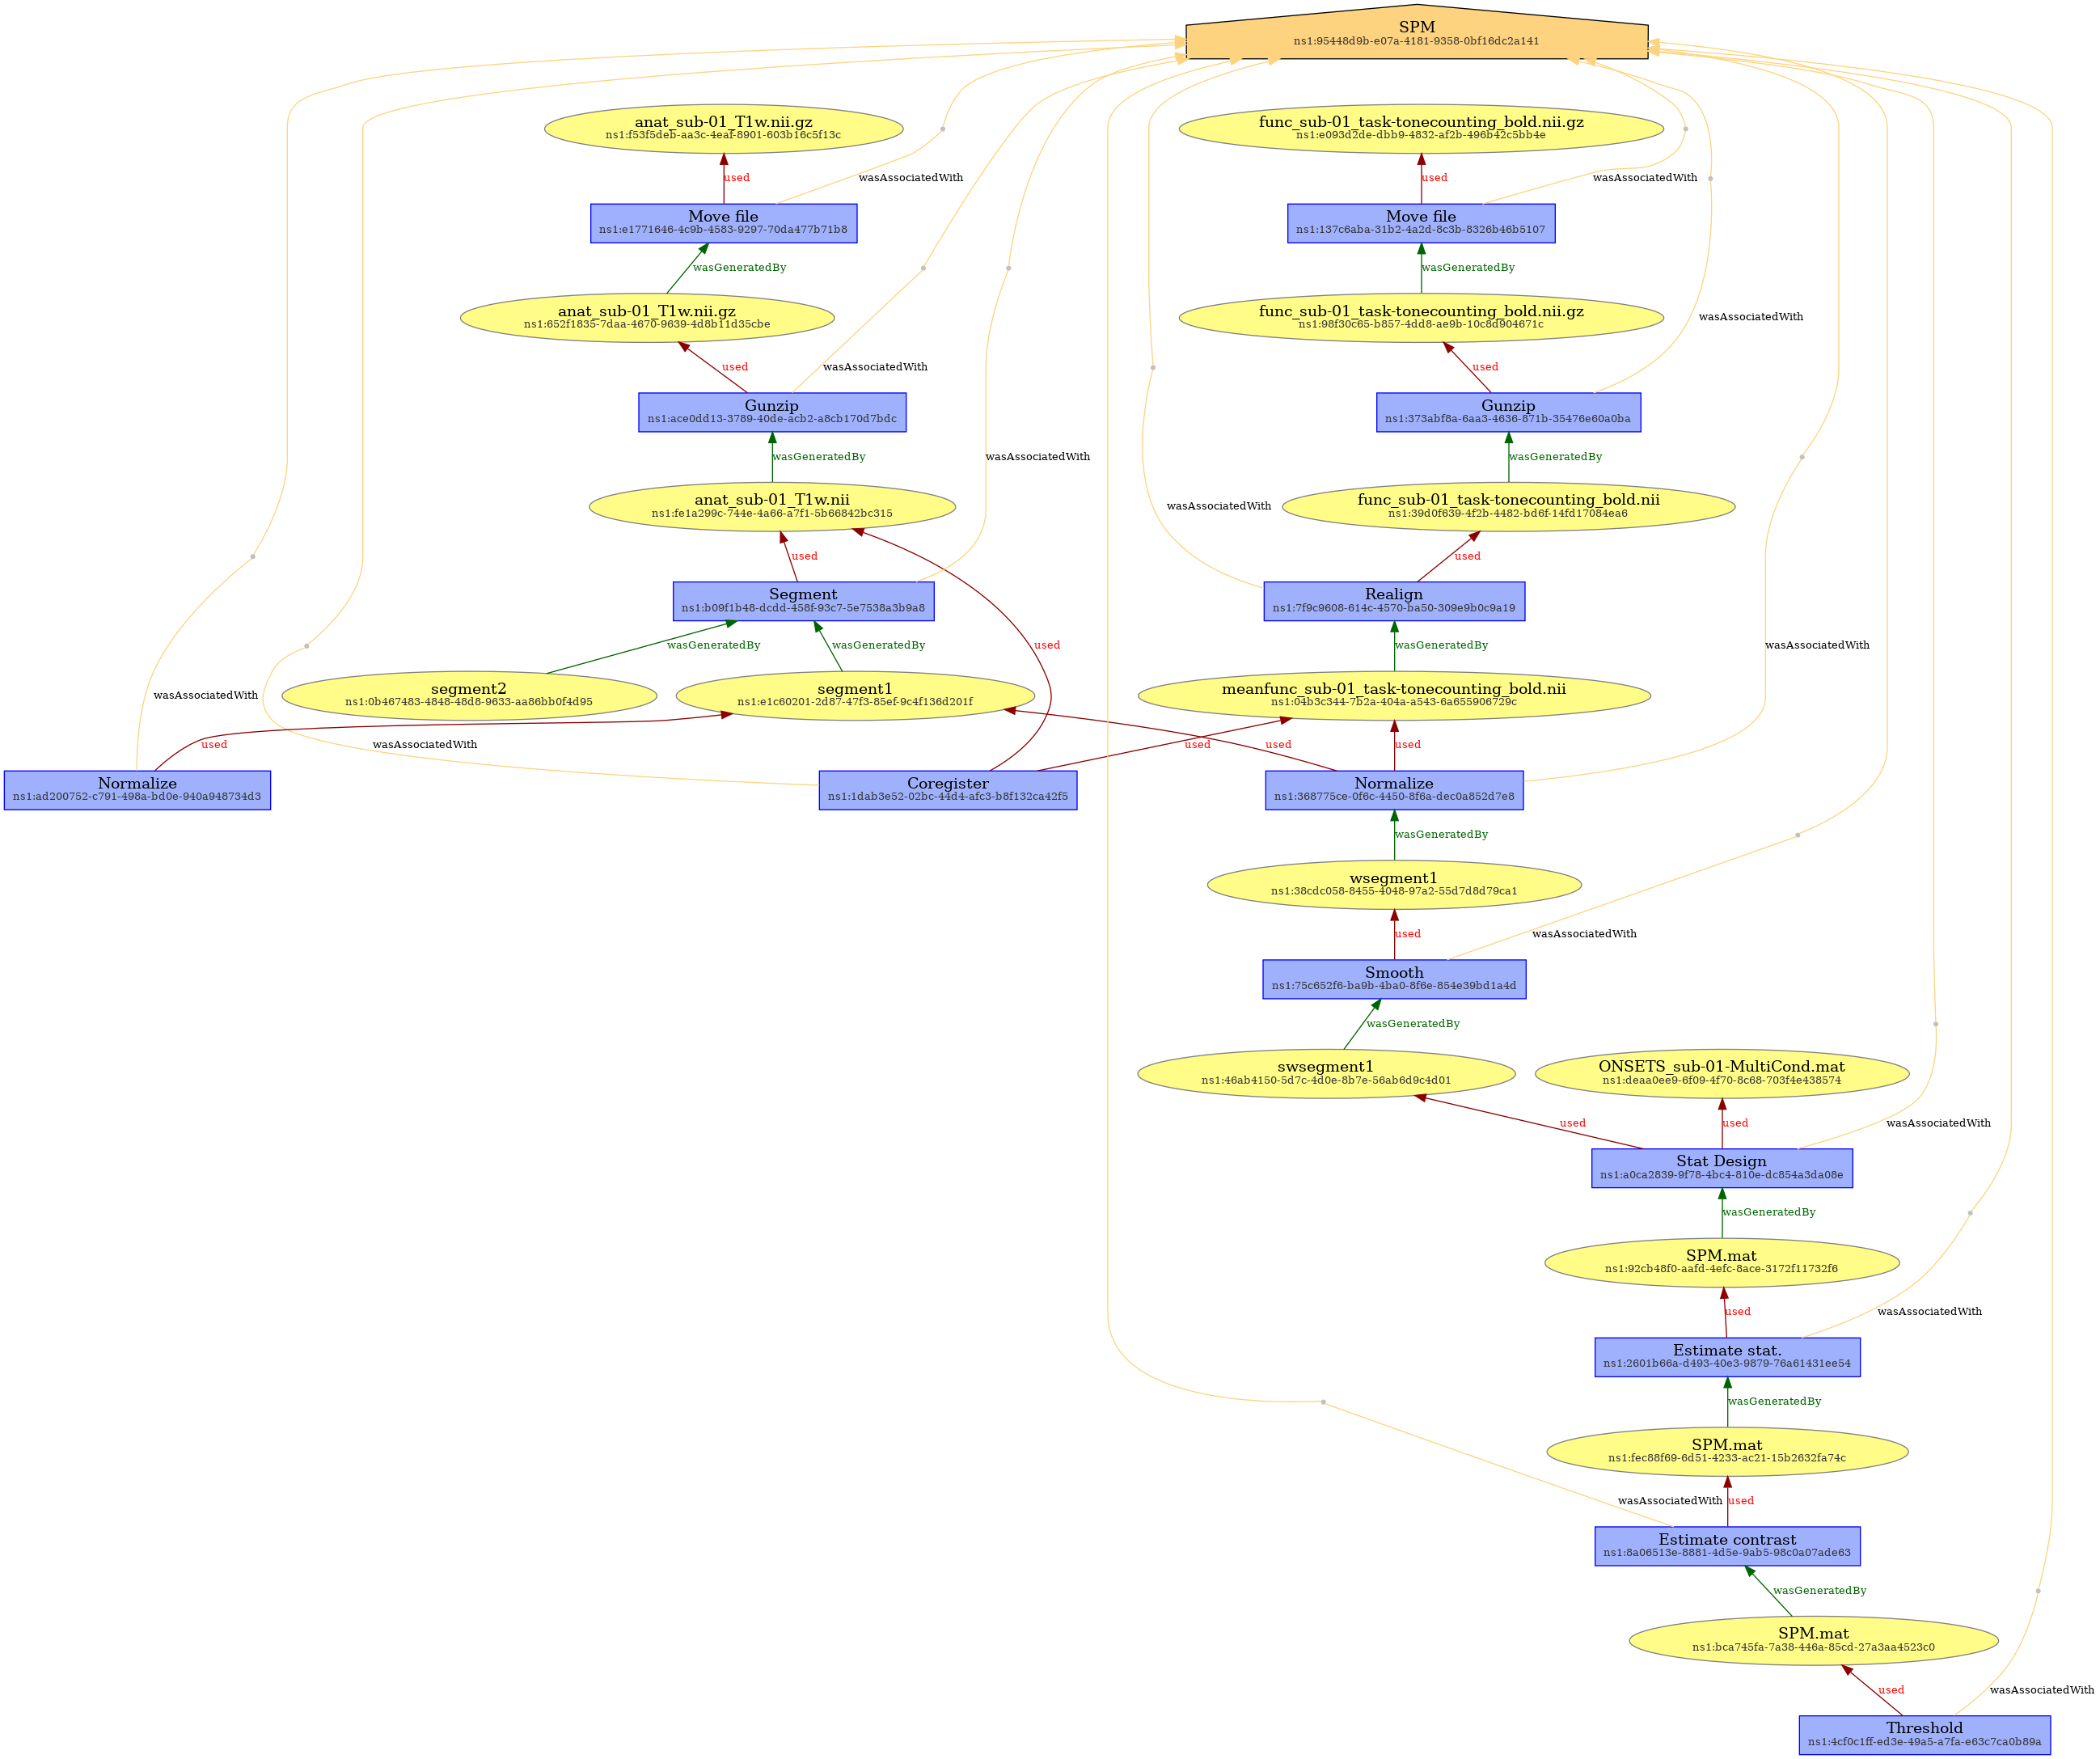 SPM
ns1:95448d9b-e07a-4181-9358-0bf16dc2a141
anat_sub-01_T1w.nii.gz
ns1:f53f5deb-aa3c-4eaf-8901-603b16c5f13c
func_sub-01_task-tonecounting_bold.nii.gz
ns1:e093d2de-dbb9-4832-af2b-496b42c5bb4e
used
wasAssociatedWith
used
wasAssociatedWith
Move file
ns1:e1771646-4c9b-4583-9297-70da477b71b8
Move file
ns1:137c6aba-31b2-4a2d-8c3b-8326b46b5107
wasGeneratedBy
wasGeneratedBy
anat_sub-01_T1w.nii.gz
ns1:652f1835-7daa-4670-9639-4d8b11d35cbe
func_sub-01_task-tonecounting_bold.nii.gz
ns1:98f30c65-b857-4dd8-ae9b-10c8d904671c
wasAssociatedWith
used
wasAssociatedWith
used
Gunzip
ns1:ace0dd13-3789-40de-acb2-a8cb170d7bdc
Gunzip
ns1:373abf8a-6aa3-4636-871b-35476e60a0ba
wasGeneratedBy
wasAssociatedWith
wasGeneratedBy
anat_sub-01_T1w.nii
ns1:fe1a299c-744e-4a66-a7f1-5b66842bc315
wasAssociatedWith
func_sub-01_task-tonecounting_bold.nii
ns1:39d0f639-4f2b-4482-bd6f-14fd17084ea6
used
used
Segment
ns1:b09f1b48-dcdd-458f-93c7-5e7538a3b9a8
Realign
ns1:7f9c9608-614c-4570-ba50-309e9b0c9a19
wasGeneratedBy
wasGeneratedBy
used
wasGeneratedBy
wasAssociatedWith
segment2
ns1:0b467483-4848-48d8-9633-aa86bb0f4d95
segment1
ns1:e1c60201-2d87-47f3-85ef-9c4f136d201f
meanfunc_sub-01_task-tonecounting_bold.nii
ns1:04b3c344-7b2a-404a-a543-6a655906729c
wasAssociatedWith
used
wasAssociatedWith
used
used
used
Normalize
ns1:ad200752-c791-498a-bd0e-940a948734d3
Coregister
ns1:1dab3e52-02bc-44d4-afc3-b8f132ca42f5
Normalize
ns1:368775ce-0f6c-4450-8f6a-dec0a852d7e8
wasGeneratedBy
wsegment1
ns1:38cdc058-8455-4048-97a2-55d7d8d79ca1
used
wasAssociatedWith
Smooth
ns1:75c652f6-ba9b-4ba0-8f6e-854e39bd1a4d
wasGeneratedBy
swsegment1
ns1:46ab4150-5d7c-4d0e-8b7e-56ab6d9c4d01
ONSETS_sub-01-MultiCond.mat
ns1:deaa0ee9-6f09-4f70-8c68-703f4e438574
used
used
wasAssociatedWith
Stat Design
ns1:a0ca2839-9f78-4bc4-810e-dc854a3da08e
wasGeneratedBy
SPM.mat
ns1:92cb48f0-aafd-4efc-8ace-3172f11732f6
used
wasAssociatedWith
Estimate stat.
ns1:2601b66a-d493-40e3-9879-76a61431ee54
wasGeneratedBy
SPM.mat
ns1:fec88f69-6d51-4233-ac21-15b2632fa74c
wasAssociatedWith
used
Estimate contrast
ns1:8a06513e-8881-4d5e-9ab5-98c0a07ade63
wasGeneratedBy
SPM.mat
ns1:bca745fa-7a38-446a-85cd-27a3aa4523c0
used
wasAssociatedWith
Threshold
ns1:4cf0c1ff-ed3e-49a5-a7fa-e63c7ca0b89a